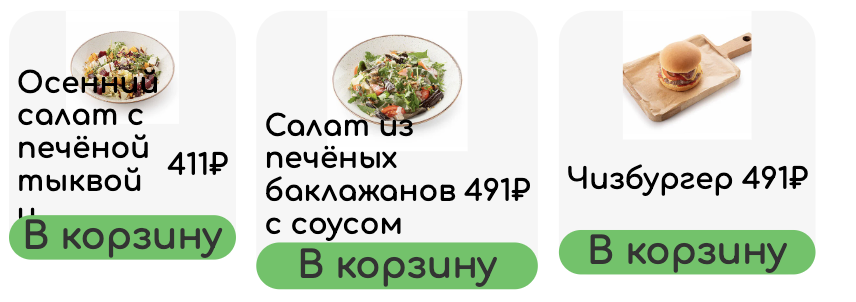 Осенний
салат с
печёной
тыквой
и
411₽
В корзину
Салат из
печёных
баклажанов
с соусом
491₽
В корзину
Чизбургер 491₽
В корзину